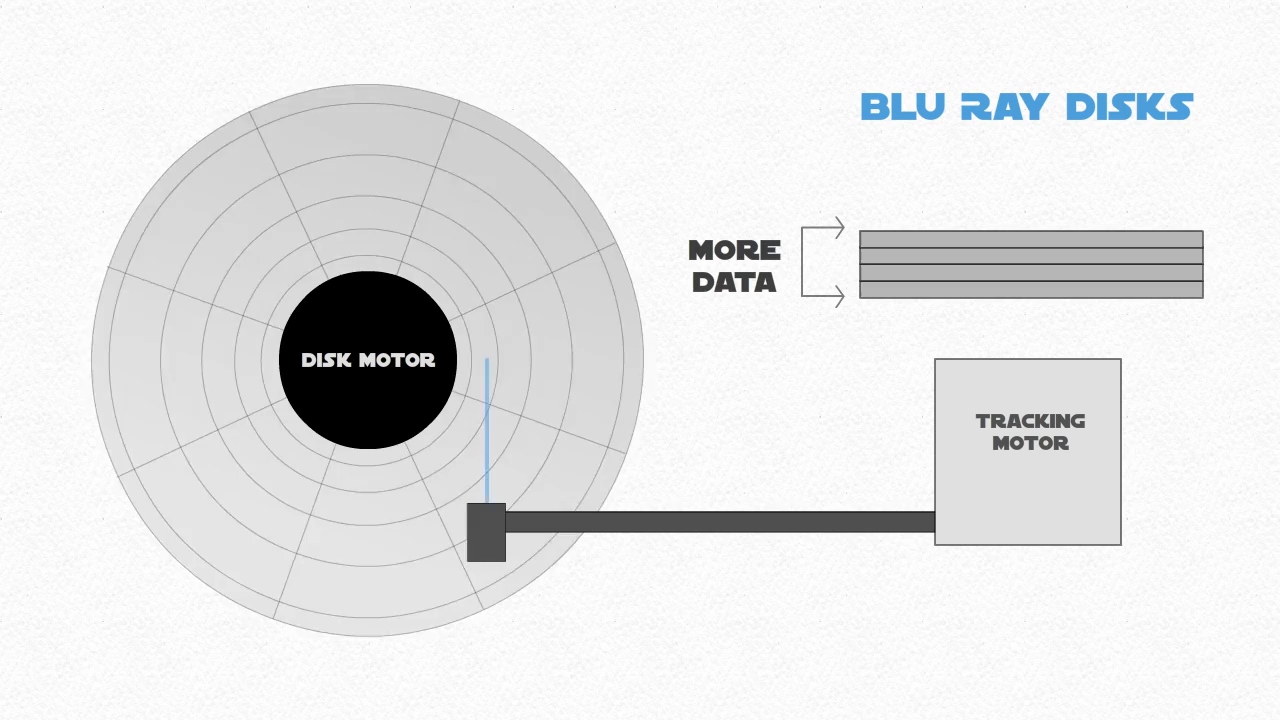 BLU RAY DISKS
MORE
DATA
DISK MOTOR
TRACKING
MOTOR